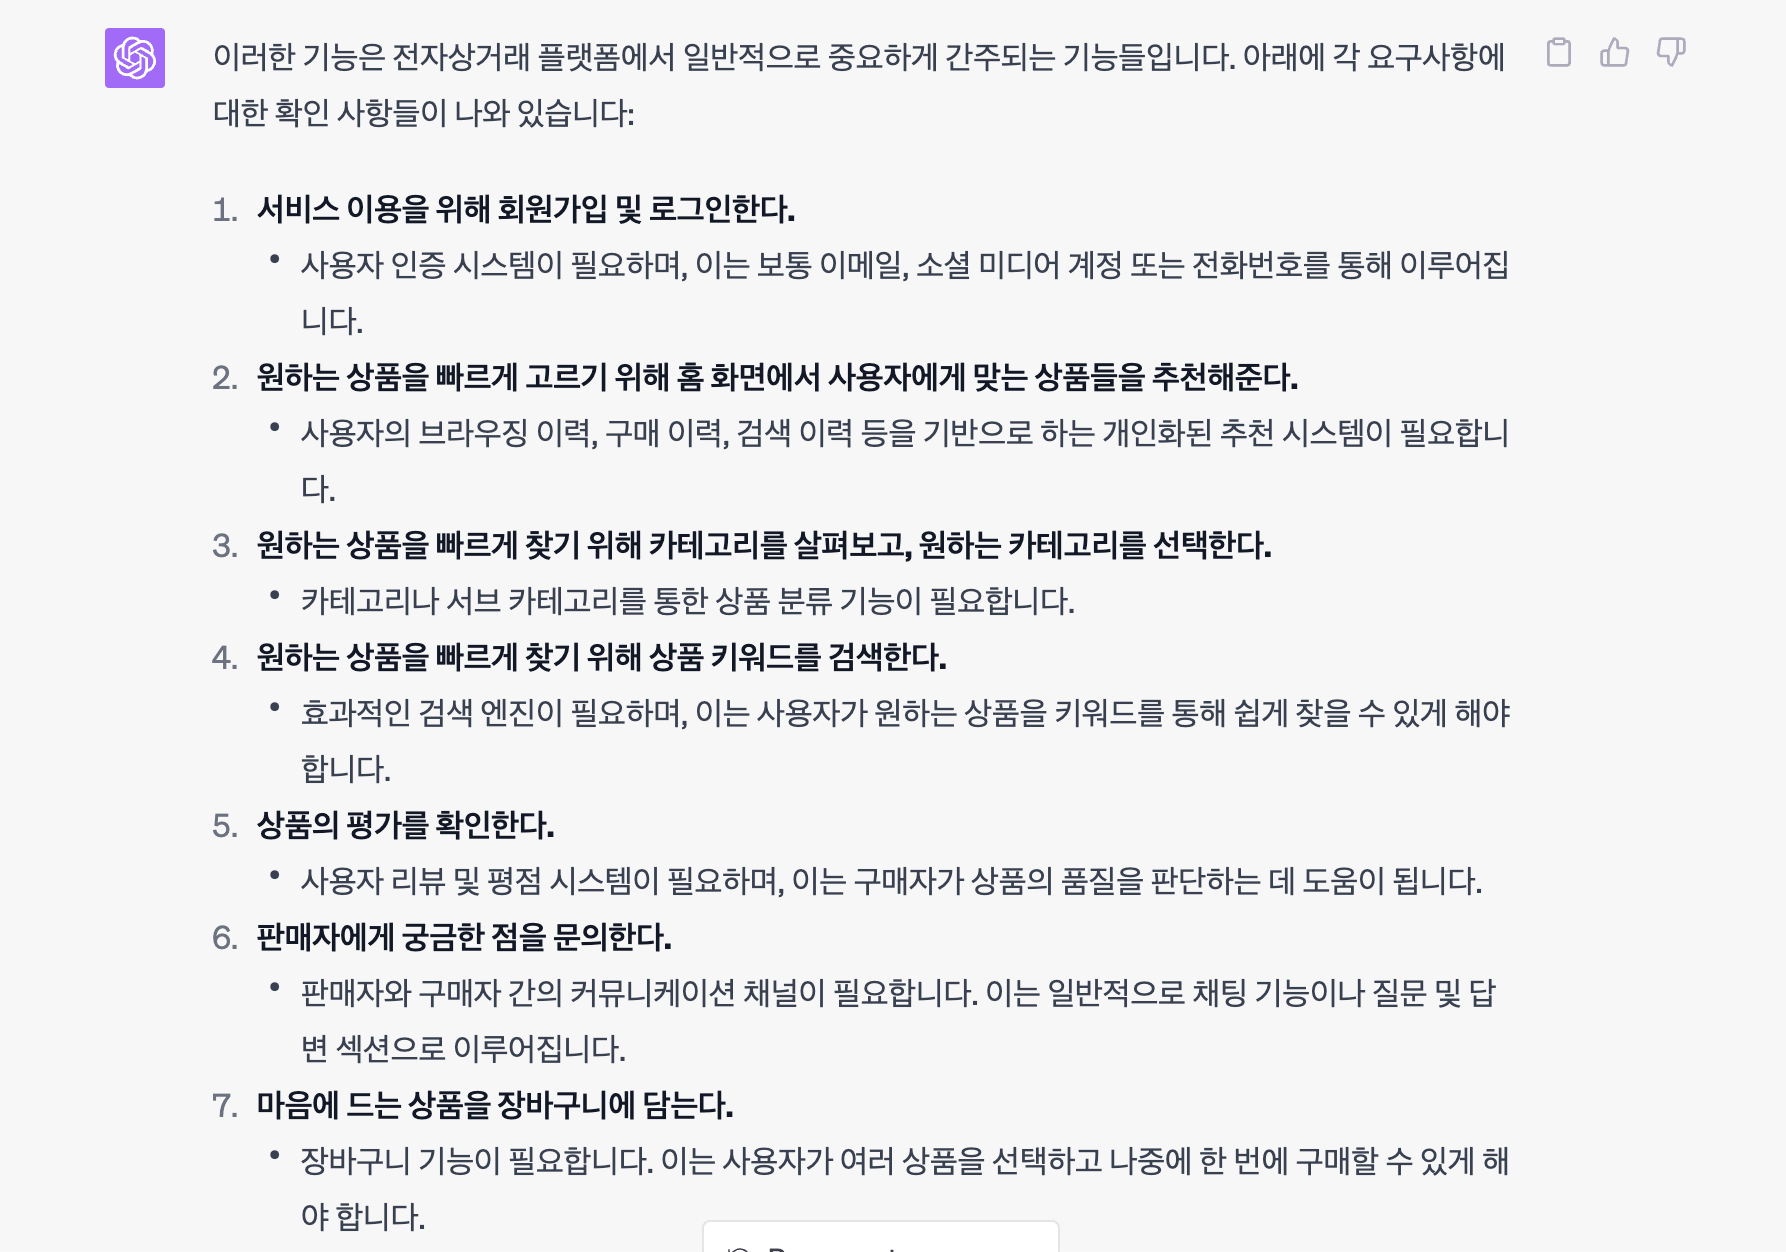 이러한 기능은 전자상거래 플랫폼에서 일반적으로 중요하게 간주되는 기능들입니다. 아래에 각 요구사항에
대한 확인 사항들이 나와 있습니다:
1. 서비스 이용을 위해 회원가입 및 로그인한다.
• 사용자 인증 시스템이 필요하며, 이는 보통 이메일, 소셜 미디어 계정 또는 전화번호를 통해 이루어집
니다.
2. 원하는 상품을 빠르게 고르기 위해 홈 화면에서 사용자에게 맞는 상품들을 추천해준다.
• 사용자의 브라우징 이력, 구매 이력, 검색 이력 등을 기반으로 하는 개인화된 추천 시스템이 필요합니
다.
3. 원하는 상품을 빠르게 찾기 위해 카테고리를 살펴보고, 원하는 카테고리를 선택한다.
• 카테고리나 서브 카테고리를 통한 상품 분류 기능이 필요합니다.
4. 원하는 상품을 빠르게 찾기 위해 상품 키워드를 검색한다.
• 효과적인 검색 엔진이 필요하며, 이는 사용자가 원하는 상품을 키워드를 통해 쉽게 찾을 수 있게 해야
합니다.
5. 상품의 평가를 확인한다.
• 사용자 리뷰 및 평점 시스템이 필요하며, 이는 구매자가 상품의 품질을 판단하는 데 도움이 됩니다.
6. 판매자에게 궁금한 점을 문의한다.
• 판매자와 구매자 간의 커뮤니케이션 채널이 필요합니다. 이는 일반적으로 채팅 기능이나 질문 및 답
변 섹션으로 이루어집니다.
7. 마음에 드는 상품을 장바구니에 담는다.
• 장바구니 기능이 필요합니다. 이는 사용자가 여러 상품을 선택하고 나중에 한 번에 구매할 수 있게 해
야 합니다.